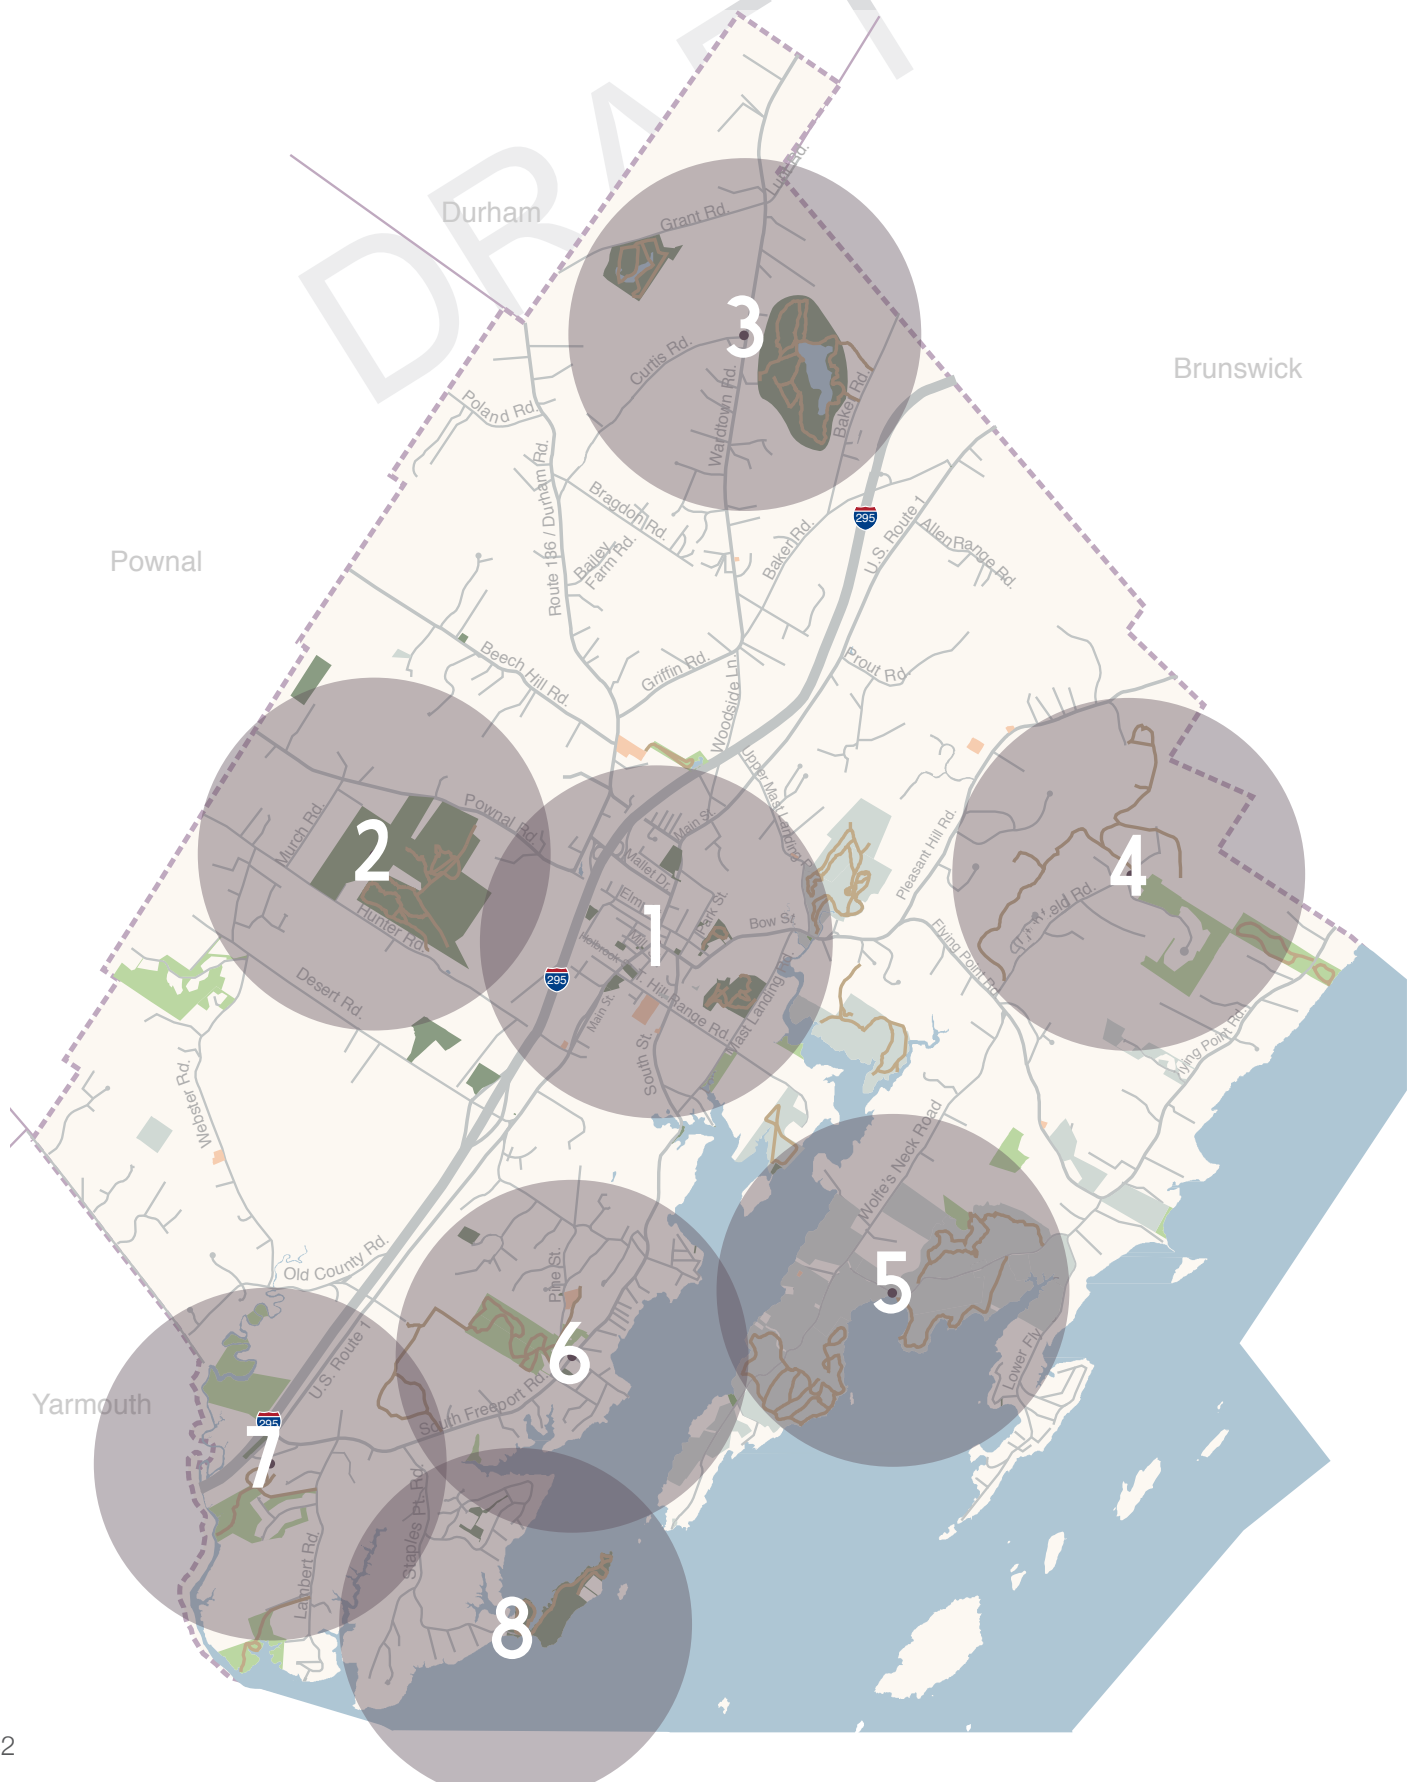 DRAFT
Durham
Lunt Rd.
Grant Rd.
3
Curtis Rd.
Brunswick
Poland Rd.
Wardtown Rd.
Baker Rd.
Route 136 / Durham Rd.
Bragdon Rd.
295
U.S. Route 1
Allen Range Rd.
Pownal
Bailey
Farm Rd.
Baker Rd.
Beech Hill Rd.
Griffin Rd.
Prout Rd.
Woodside Ln.
Upper Mast Landing
Pownal Rd.
Murch Rd.
2
Main St.
Mallet Dr.
Pleasant Hill Rd.
4
Elm
Park St.
Bow St.
Hunter Rd.
1
Holbrook
Flying Point Rd.
295
Desert Rd.
Main St.
Hill
Range Rd.
Mast Landing Rd.
South St.
Flying Point Rd.
Webster Rd.
Wolfe's Neck Road
Old County Rd.
Pine St.
5
U.S. Route 1
6
Lower Fly
Yarmouth
295
South Freeport Rd.
7
Staples Pt. Rd.
Lambert Rd.
8
2